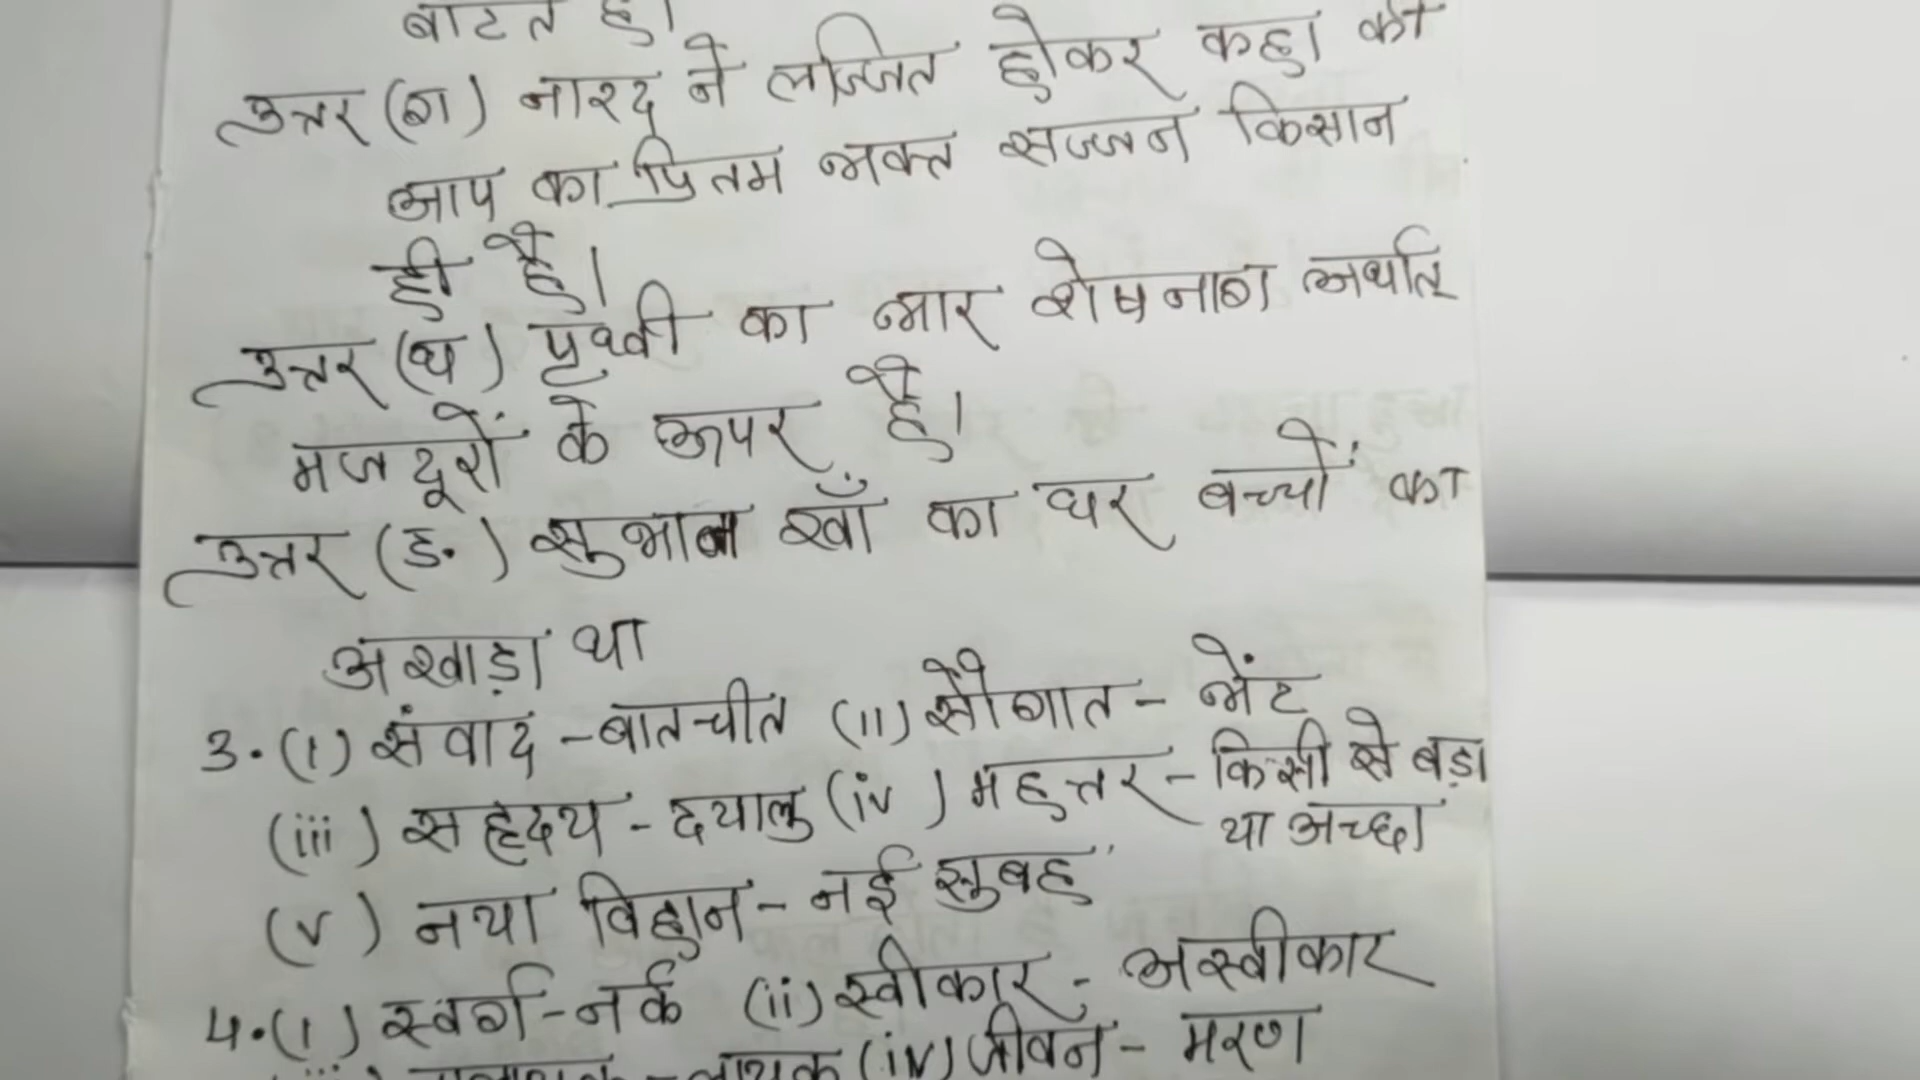 बाटते है।
उत्तर (ग) नारद ने लज्जित होकर कहा की
आप का प्रितम भक्त सज्जन किसान
ही है।
उत्तर (घ) पृथ्वी का भार शेषनाग अर्थात
मजदूरों के ऊपर है।
उत्तर (ड.) सुभान खाँ का घर बच्चों का
अखाड़ा था
3. (i) संवाद - बातचीत (ii) सौगात - भेंट
(iii) सहृदय - दयालु (iv) महत्तर - किसी से बड़ा
या अच्छा
(v) नया विहान - नई सुबह
4. (i) स्वर्ग - नर्क (ii) स्वीकार - अस्वीकार
(iv) जीवन - मरण